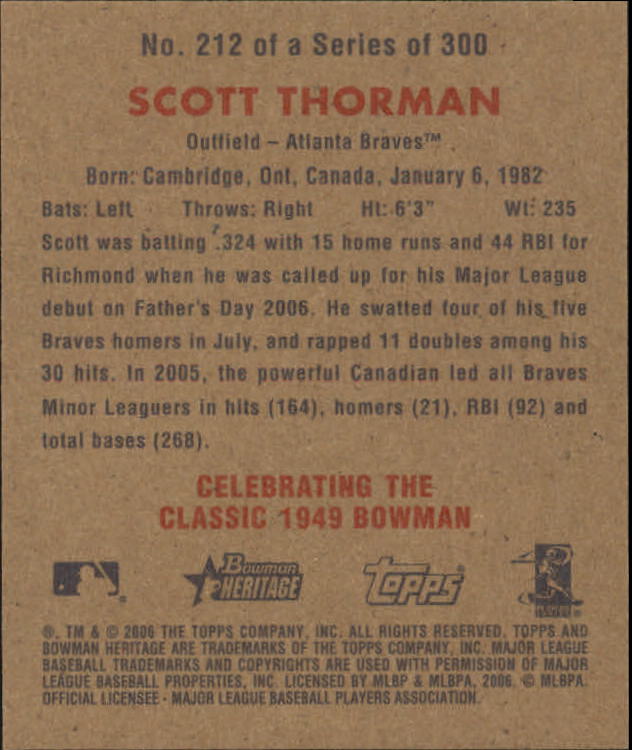 No. 212 of a Series of 300
SCOTT THORMAN
Outfield – Atlanta Braves™
Born: Cambridge, Ont, Canada, January 6, 1982
Bats: Left Throws: Right Ht: 6'3" Wt: 235
Scott was batting .324 with 15 home runs and 44 RBI for
Richmond when he was called up for his Major League
debut on Father's Day 2006. He swatted four of his five
Braves homers in July, and rapped 11 doubles among his
30 hits. In 2005, the powerful Canadian led all Braves
Minor Leaguers in hits (164), homers (21), RBI (92) and
total bases (268).
CELEBRATING THE
CLASSIC 1949 BOWMAN
Bowman
HERITAGE
topps
PLAYERS
®, TM & © 2006 THE TOPPS COMPANY, INC. ALL RIGHTS RESERVED. TOPPS AND
BOWMAN HERITAGE ARE TRADEMARKS OF THE TOPPS COMPANY, INC. MAJOR LEAGUE
BASEBALL TRADEMARKS AND COPYRIGHTS ARE USED WITH PERMISSION OF MAJOR
LEAGUE BASEBALL PROPERTIES, INC. LICENSED BY MLBP & MLBPA, 2006. © MLBPA.
OFFICIAL LICENSEE - MAJOR LEAGUE BASEBALL PLAYERS ASSOCIATION.